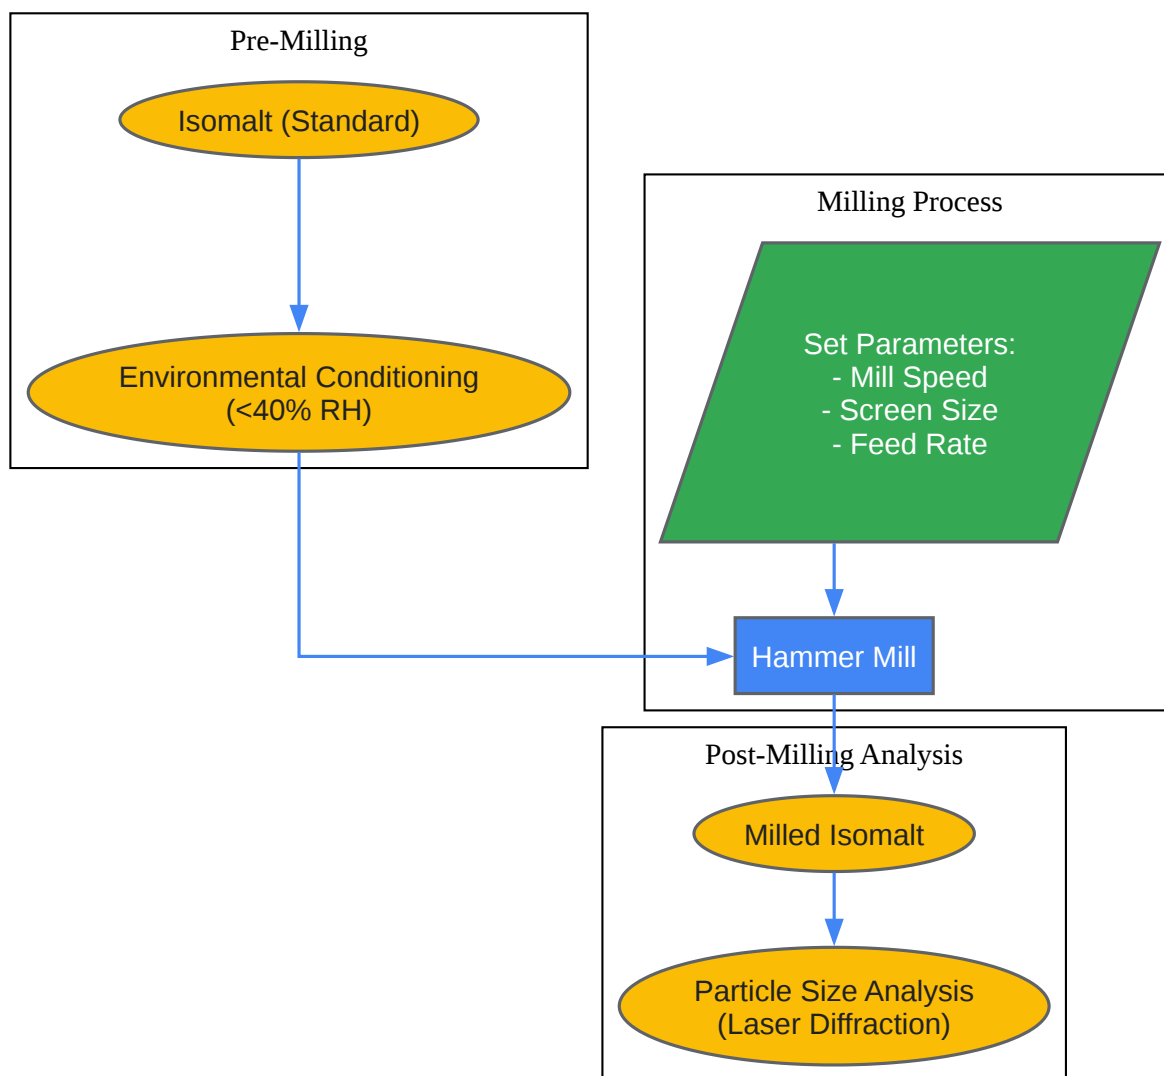 Pre-Milling
Isomalt (Standard)
Environmental Conditioning
(<40% RH)
Milling Process
Set Parameters:
- Mill Speed
- Screen Size
- Feed Rate
Hammer Mill
Post-Milling Analysis
Milled Isomalt
Particle Size Analysis
(Laser Diffraction)